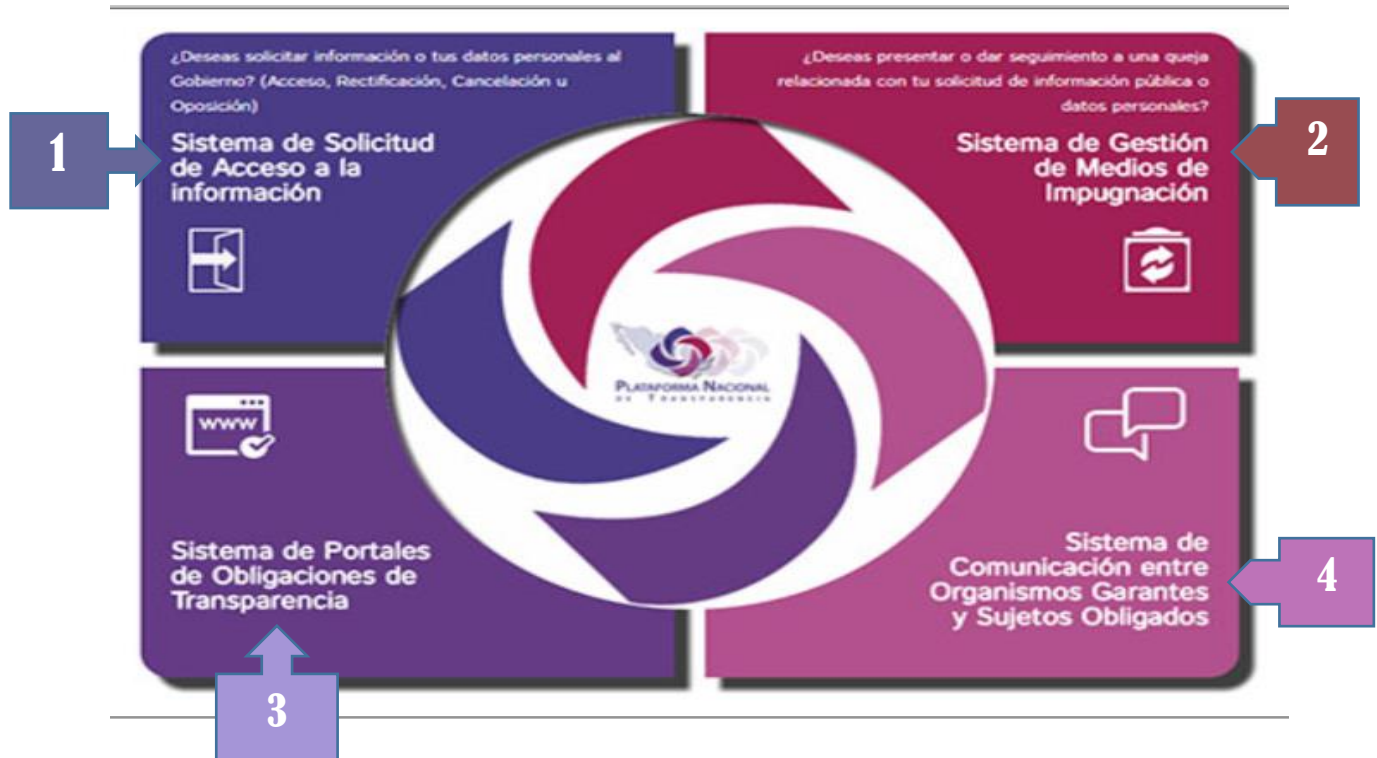 ¿Deseas solicitar información o tus datos personales al
Gobierno? (Acceso, Rectificación, Cancelación u
Oposición)
Sistema de Solicitud
de Acceso a la
información
1
¿Deseas presentar o dar seguimiento a una queja
relacionada con tu solicitud de información pública o
datos personales?
Sistema de Gestión
de Medios de
Impugnación
2
PLATAFORMA NACIONAL
DE TRANSPARENCIA
www
Sistema de Portales
de Obligaciones de
Transparencia
3
Sistema de
Comunicación entre
Organismos Garantes
y Sujetos Obligados
4